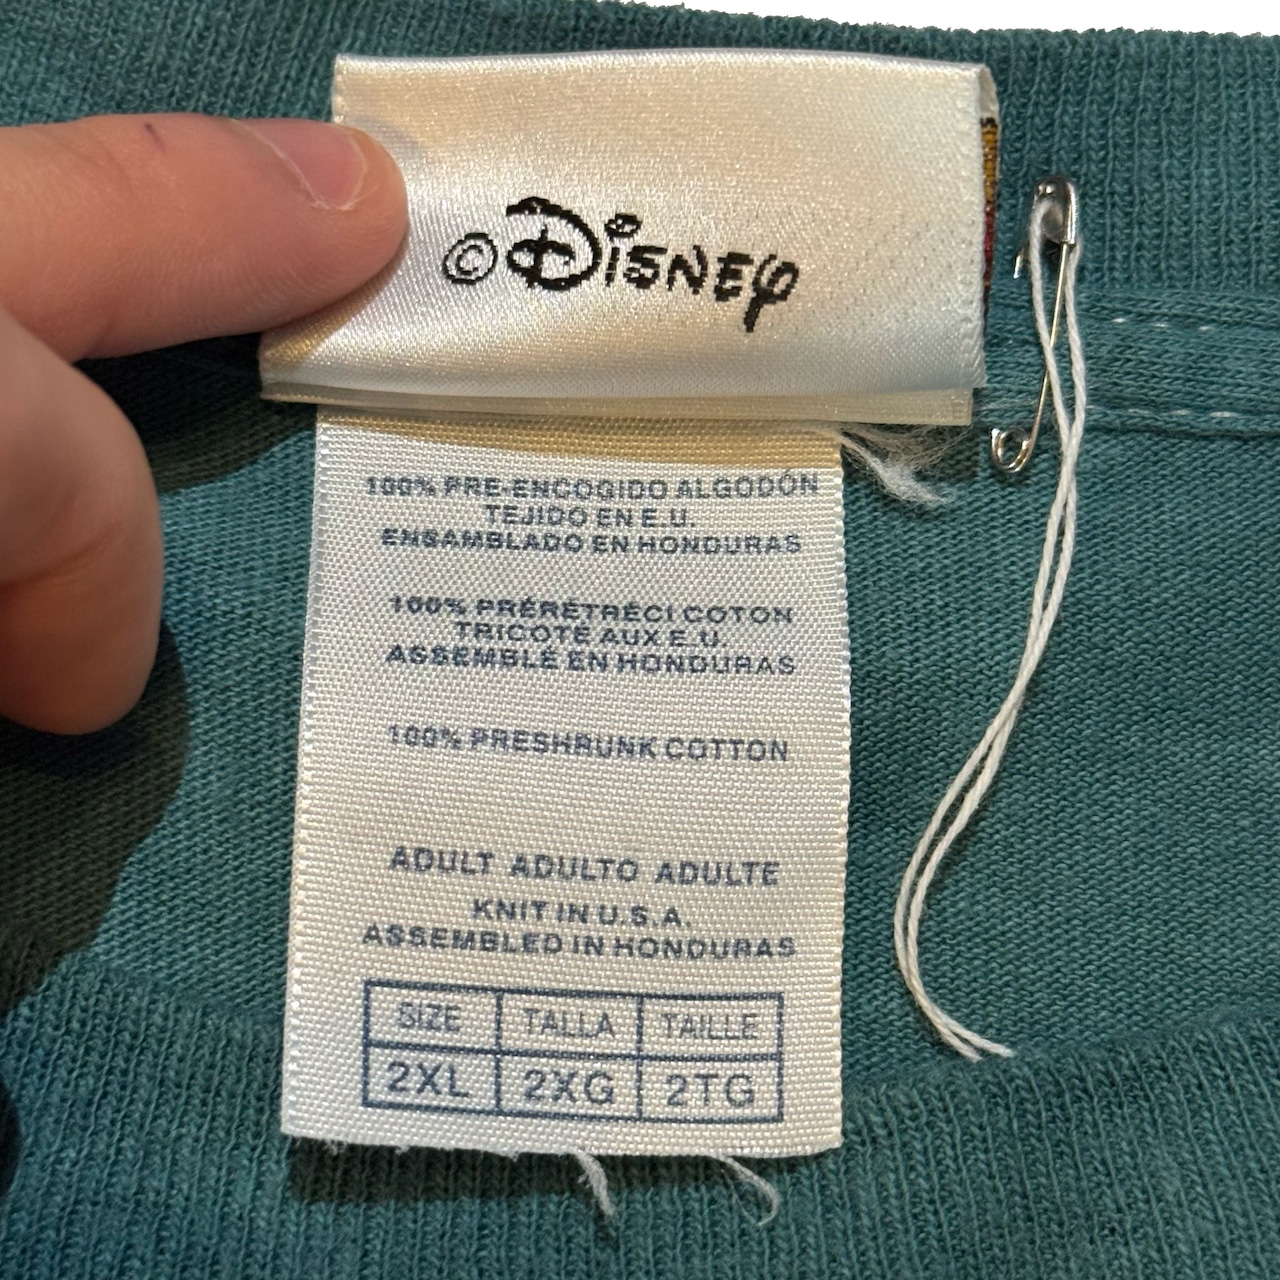 ©Disney
100% PRE-ENCOGIDO ALGODÓN
TEJIDO EN E.U.
ENSAMBLADO EN HONDURAS
100% PRÉRÉTRÉCI COTON
TRICOTÉ AUX E.U.
ASSEMBLÉ EN HONDURAS
100% PRESHRUNK COTTON
ADULT ADULTO ADULTE
KNIT IN U.S.A.
ASSEMBLED IN HONDURAS
SIZE TALLA TAILLE
2XL 2XG 2TG